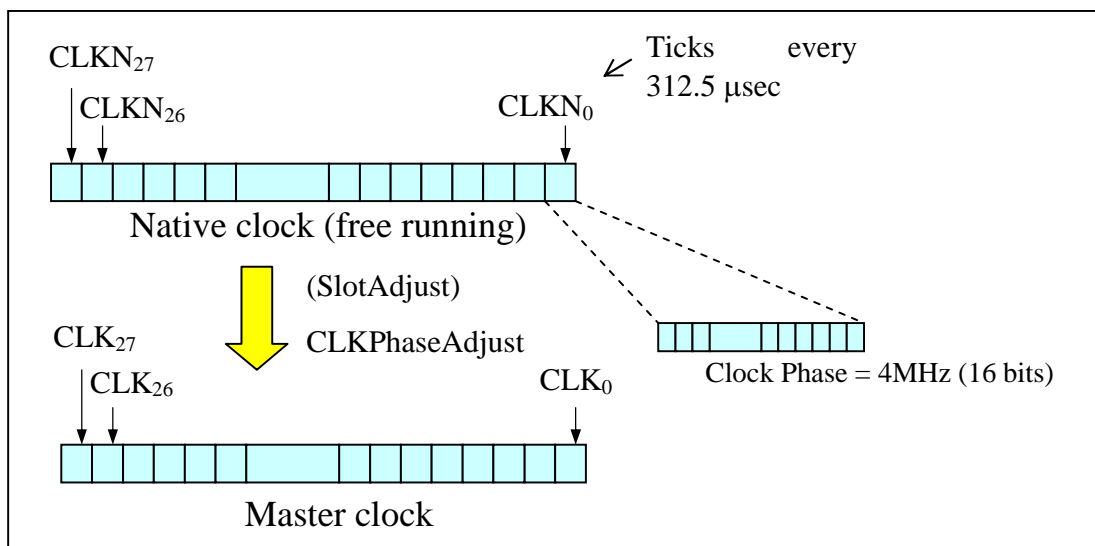 CLKN27
CLKN26
CLKN0
Ticks every
312.5 μsec
Native clock (free running)
(SlotAdjust)
CLKPhaseAdjust
CLK27
CLK26
CLK0
Clock Phase = 4MHz (16 bits)
Master clock